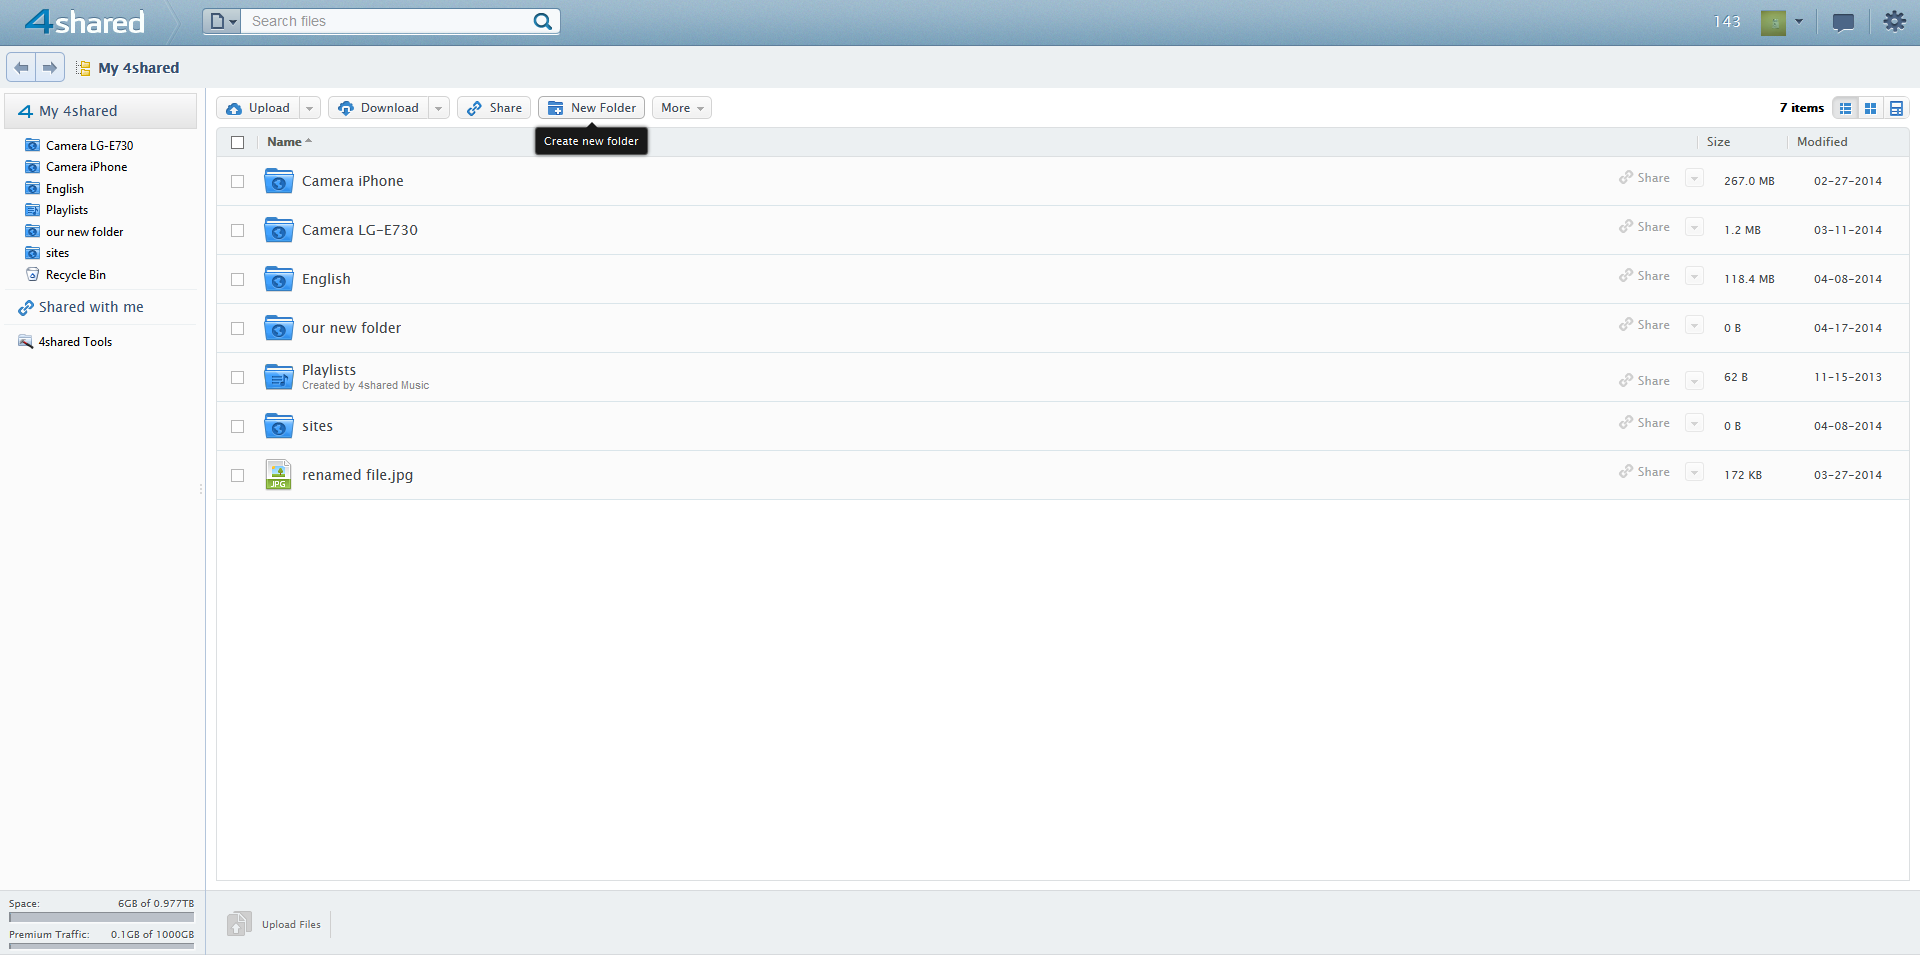 4shared
Search files
143
My 4shared
My 4shared
Camera LG-E730
Camera iPhone
English
Playlists
our new folder
sites
Recycle Bin
Shared with me
4shared Tools
Upload Download Share New Folder More
7 items
Create new folder
Name Size Modified
Camera iPhone Share 267.0 MB 02-27-2014
Camera LG-E730 Share 1.2 MB 03-11-2014
English Share 118.4 MB 04-08-2014
our new folder Share 0 B 04-17-2014
Playlists
Created by 4shared Music
Share 62 B 11-15-2013
sites Share 0 B 04-08-2014
JPG
renamed file.jpg Share 172 KB 03-27-2014
Space: 6GB of 0.977TB
Premium Traffic: 0.1GB of 1000GB
Upload Files